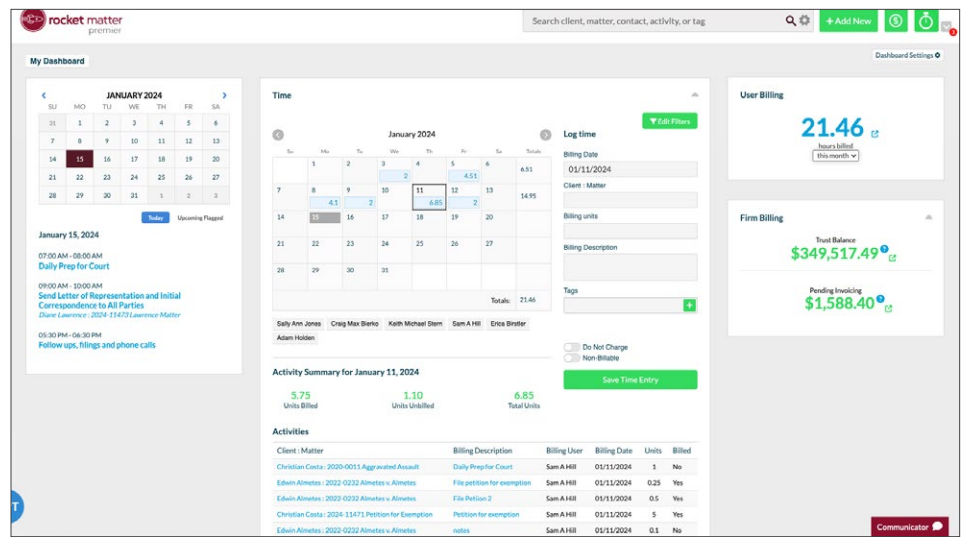 rocket matter
premier
Search client, matter, contact, activity, or tag
+ Add New
My Dashboard
Dashboard Settings
JANUARY 2024
SU MO TU WE TH FR SA
31 1 2 3 4 5 6
7 8 9 10 11 12 13
14 15 16 17 18 19 20
21 22 23 24 25 26 27
28 29 30 31 1 2 3
Today Upcoming Flagged
January 15, 2024
07:00 AM - 08:00 AM
Daily Prep for Court
09:00 AM - 10:00 AM
Send Letter of Representation and Initial
Correspondence to All Parties
Diane Lawrence : 2024-11473 Lawrence Matter
05:30 PM - 06:30 PM
Follow ups, filings and phone calls
Time
Edit Filters
January 2024
Su Mo Tu We Th Fr Sa Totals
1 2 3 4 5 6
2 4.51 6.51
7 8 9 10 11 12 13
4.1 2 6.85 2 14.95
14 15 16 17 18 19 20
21 22 23 24 25 26 27
28 29 30 31
Totals: 21.46
Sally Ann Jones Craig Max Bierko Keith Michael Stern Sam A Hill Erica Birstler
Adam Holden
Log time
Billing Date
01/11/2024
Client : Matter
Billing units
Billing Description
Tags
+
Do Not Charge
Non-Billable
Save Time Entry
Activity Summary for January 11, 2024
5.75 1.10 6.85
Units Billed Units Unbilled Total Units
Activities
Client : Matter Billing Description Billing User Billing Date Units Billed
Christian Costa : 2020-0011 Aggravated Assault Daily Prep for Court Sam A Hill 01/11/2024 1 No
Edwin Almetes : 2022-0232 Almetes v. Almetes File petition for exemption Sam A Hill 01/11/2024 0.25 Yes
Edwin Almetes : 2022-0232 Almetes v. Almetes File Petion 2 Sam A Hill 01/11/2024 0.5 Yes
Christian Costa : 2024-11471 Petition for Exemption Petition for exemption Sam A Hill 01/11/2024 5 Yes
Edwin Almetes : 2022-0232 Almetes v. Almetes notes Sam A Hill 01/11/2024 0.1 No
User Billing
21.46
hours billed
this month
Firm Billing
Trust Balance
$349,517.49
Pending Invoicing
$1,588.40
T
Communicator